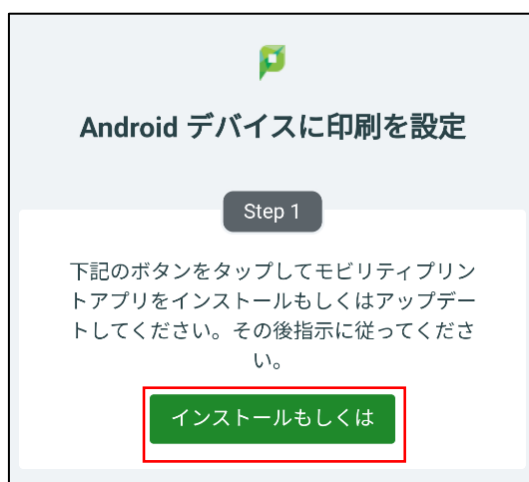 Android デバイスに印刷を設定
Step 1
下記のボタンをタップしてモビリティプリン
トアプリをインストールもしくはアップデー
トしてください。その後指示に従ってくださ
い。
インストールもしくは